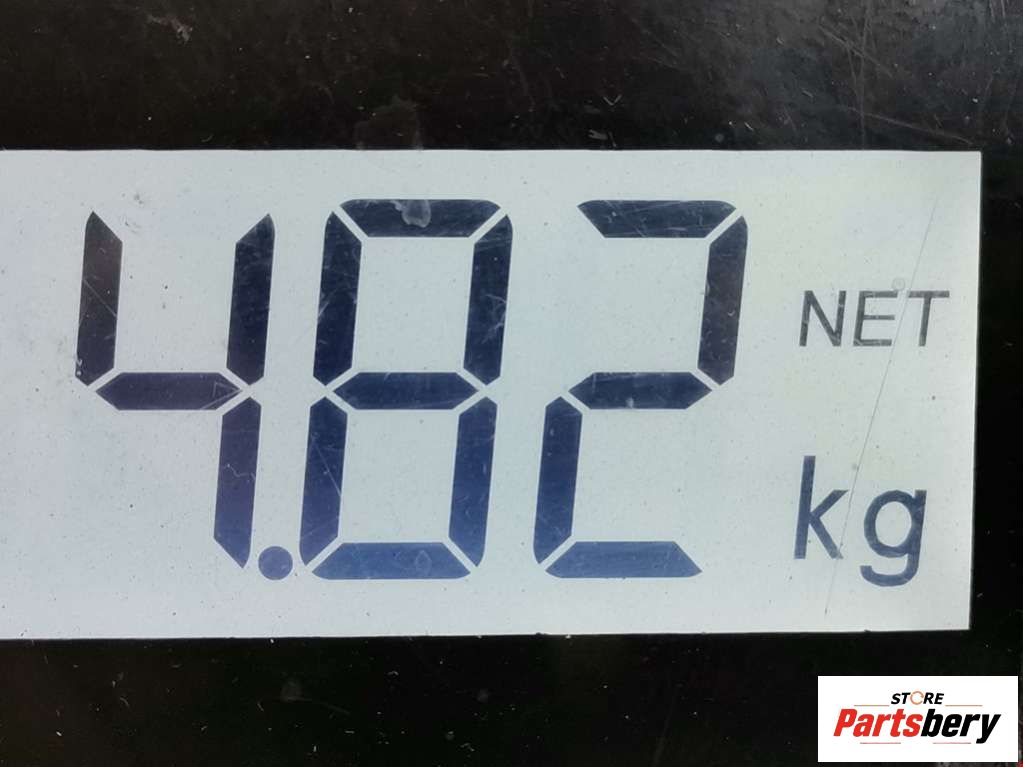 4.82
NET
kg
STORE
Partsbery